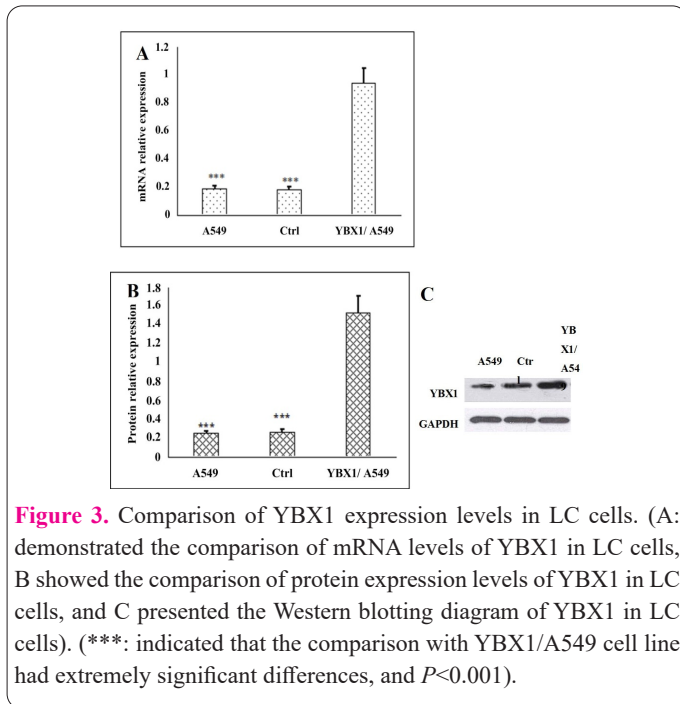 A
1.2
1
0.8
0.6
0.4
0.2
0
mRNA relative expression
***
***
A549 Ctrl YBX1/ A549
B
1.8
1.6
1.4
1.2
1
0.8
0.6
0.4
0.2
0
Protein relative expression
***
***
A549 Ctrl YBX1/ A549
C
YB
X1/
A54
A549 Ctr
YBX1
GAPDH
Figure 3. Comparison of YBX1 expression levels in LC cells. (A:
demonstrated the comparison of mRNA levels of YBX1 in LC cells,
B showed the comparison of protein expression levels of YBX1 in LC
cells, and C presented the Western blotting diagram of YBX1 in LC
cells). (***: indicated that the comparison with YBX1/A549 cell line
had extremely significant differences, and P<0.001).